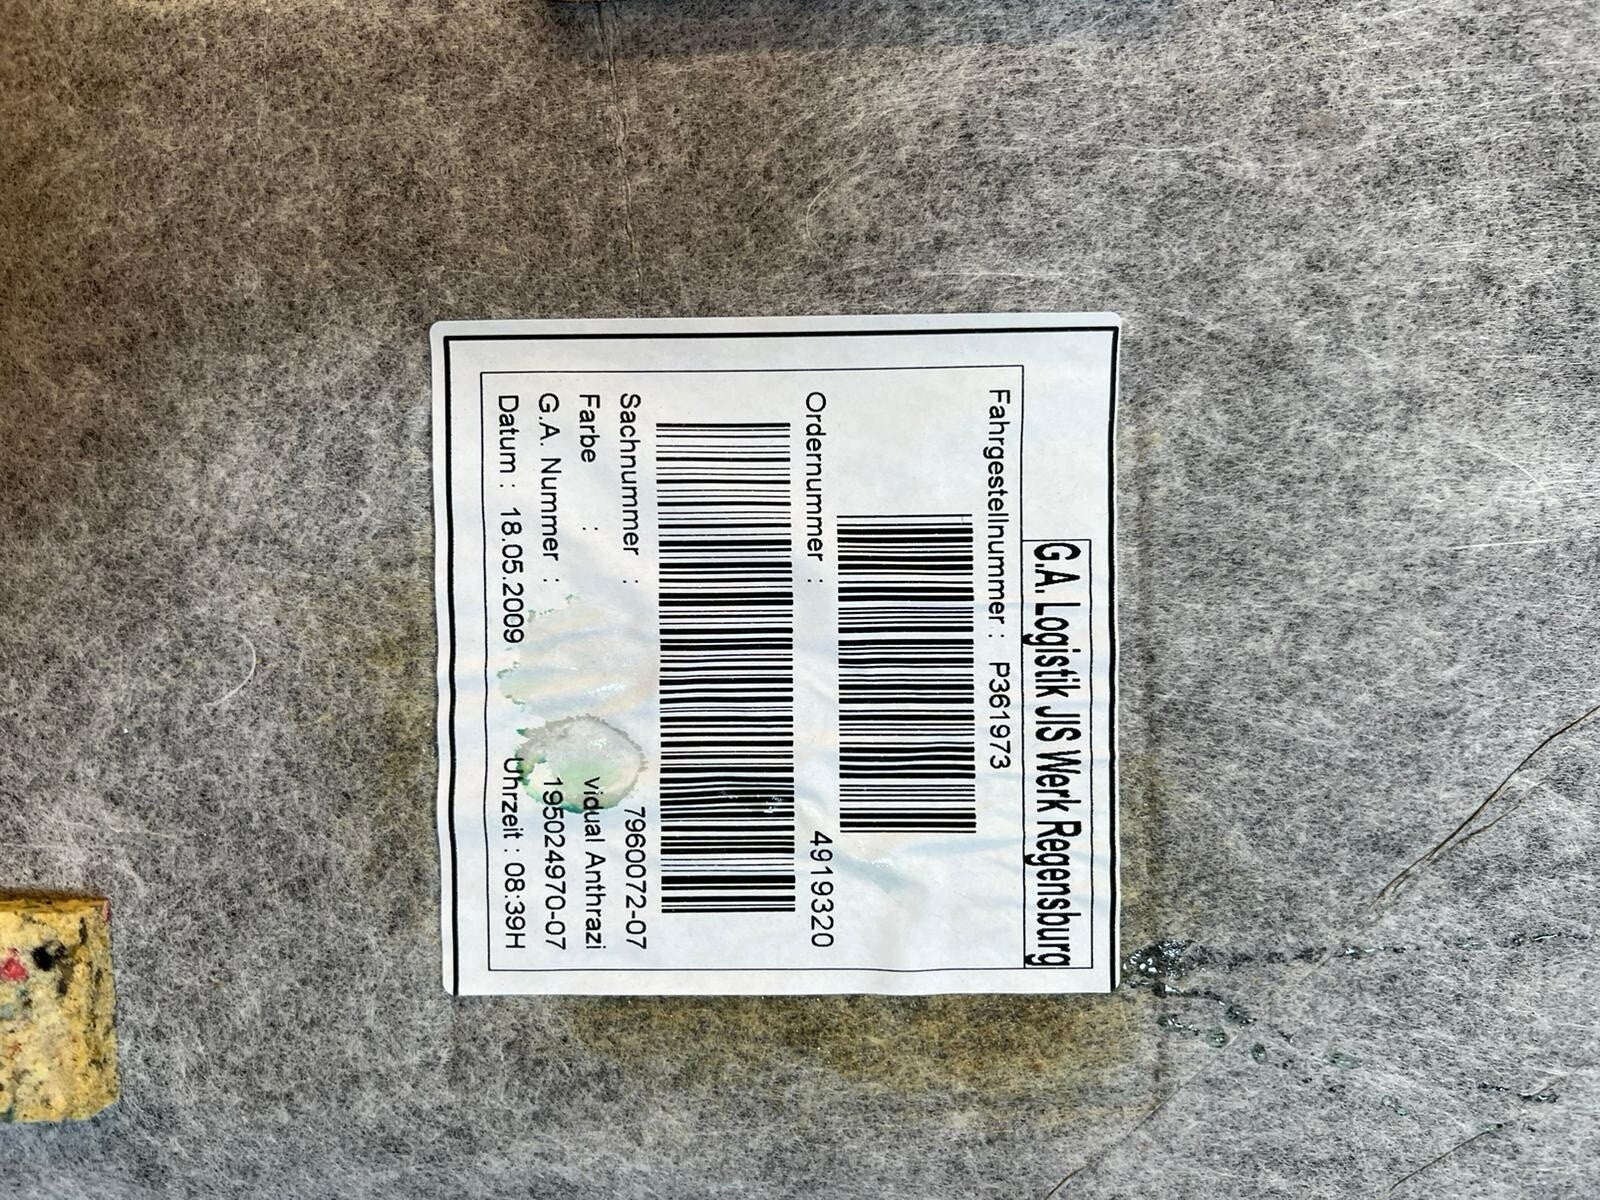 G.A. Logistik JIS Werk Regensburg
Fahrgestellnummer : P361973
Ordernummer : 4919320
Sachnummer : 7960072-07
Farbe : vidual Anthrazi
G.A. Nummer : 195024970-07
Datum : 18.05.2009 Uhrzeit : 08:39H